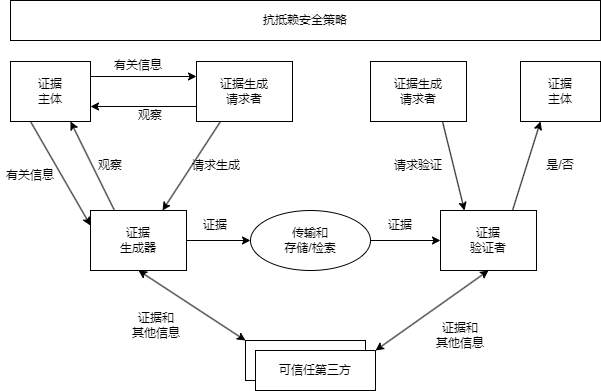 抗抵赖安全策略
证据
主体
有关信息
观察
证据生成
请求者
证据生成
请求者
证据
主体
有关信息
观察
请求生成
请求验证
是/否
证据
生成器
证据
传输和
存储/检索
证据
证据
验证者
证据和
其他信息
证据和
其他信息
可信任第三方